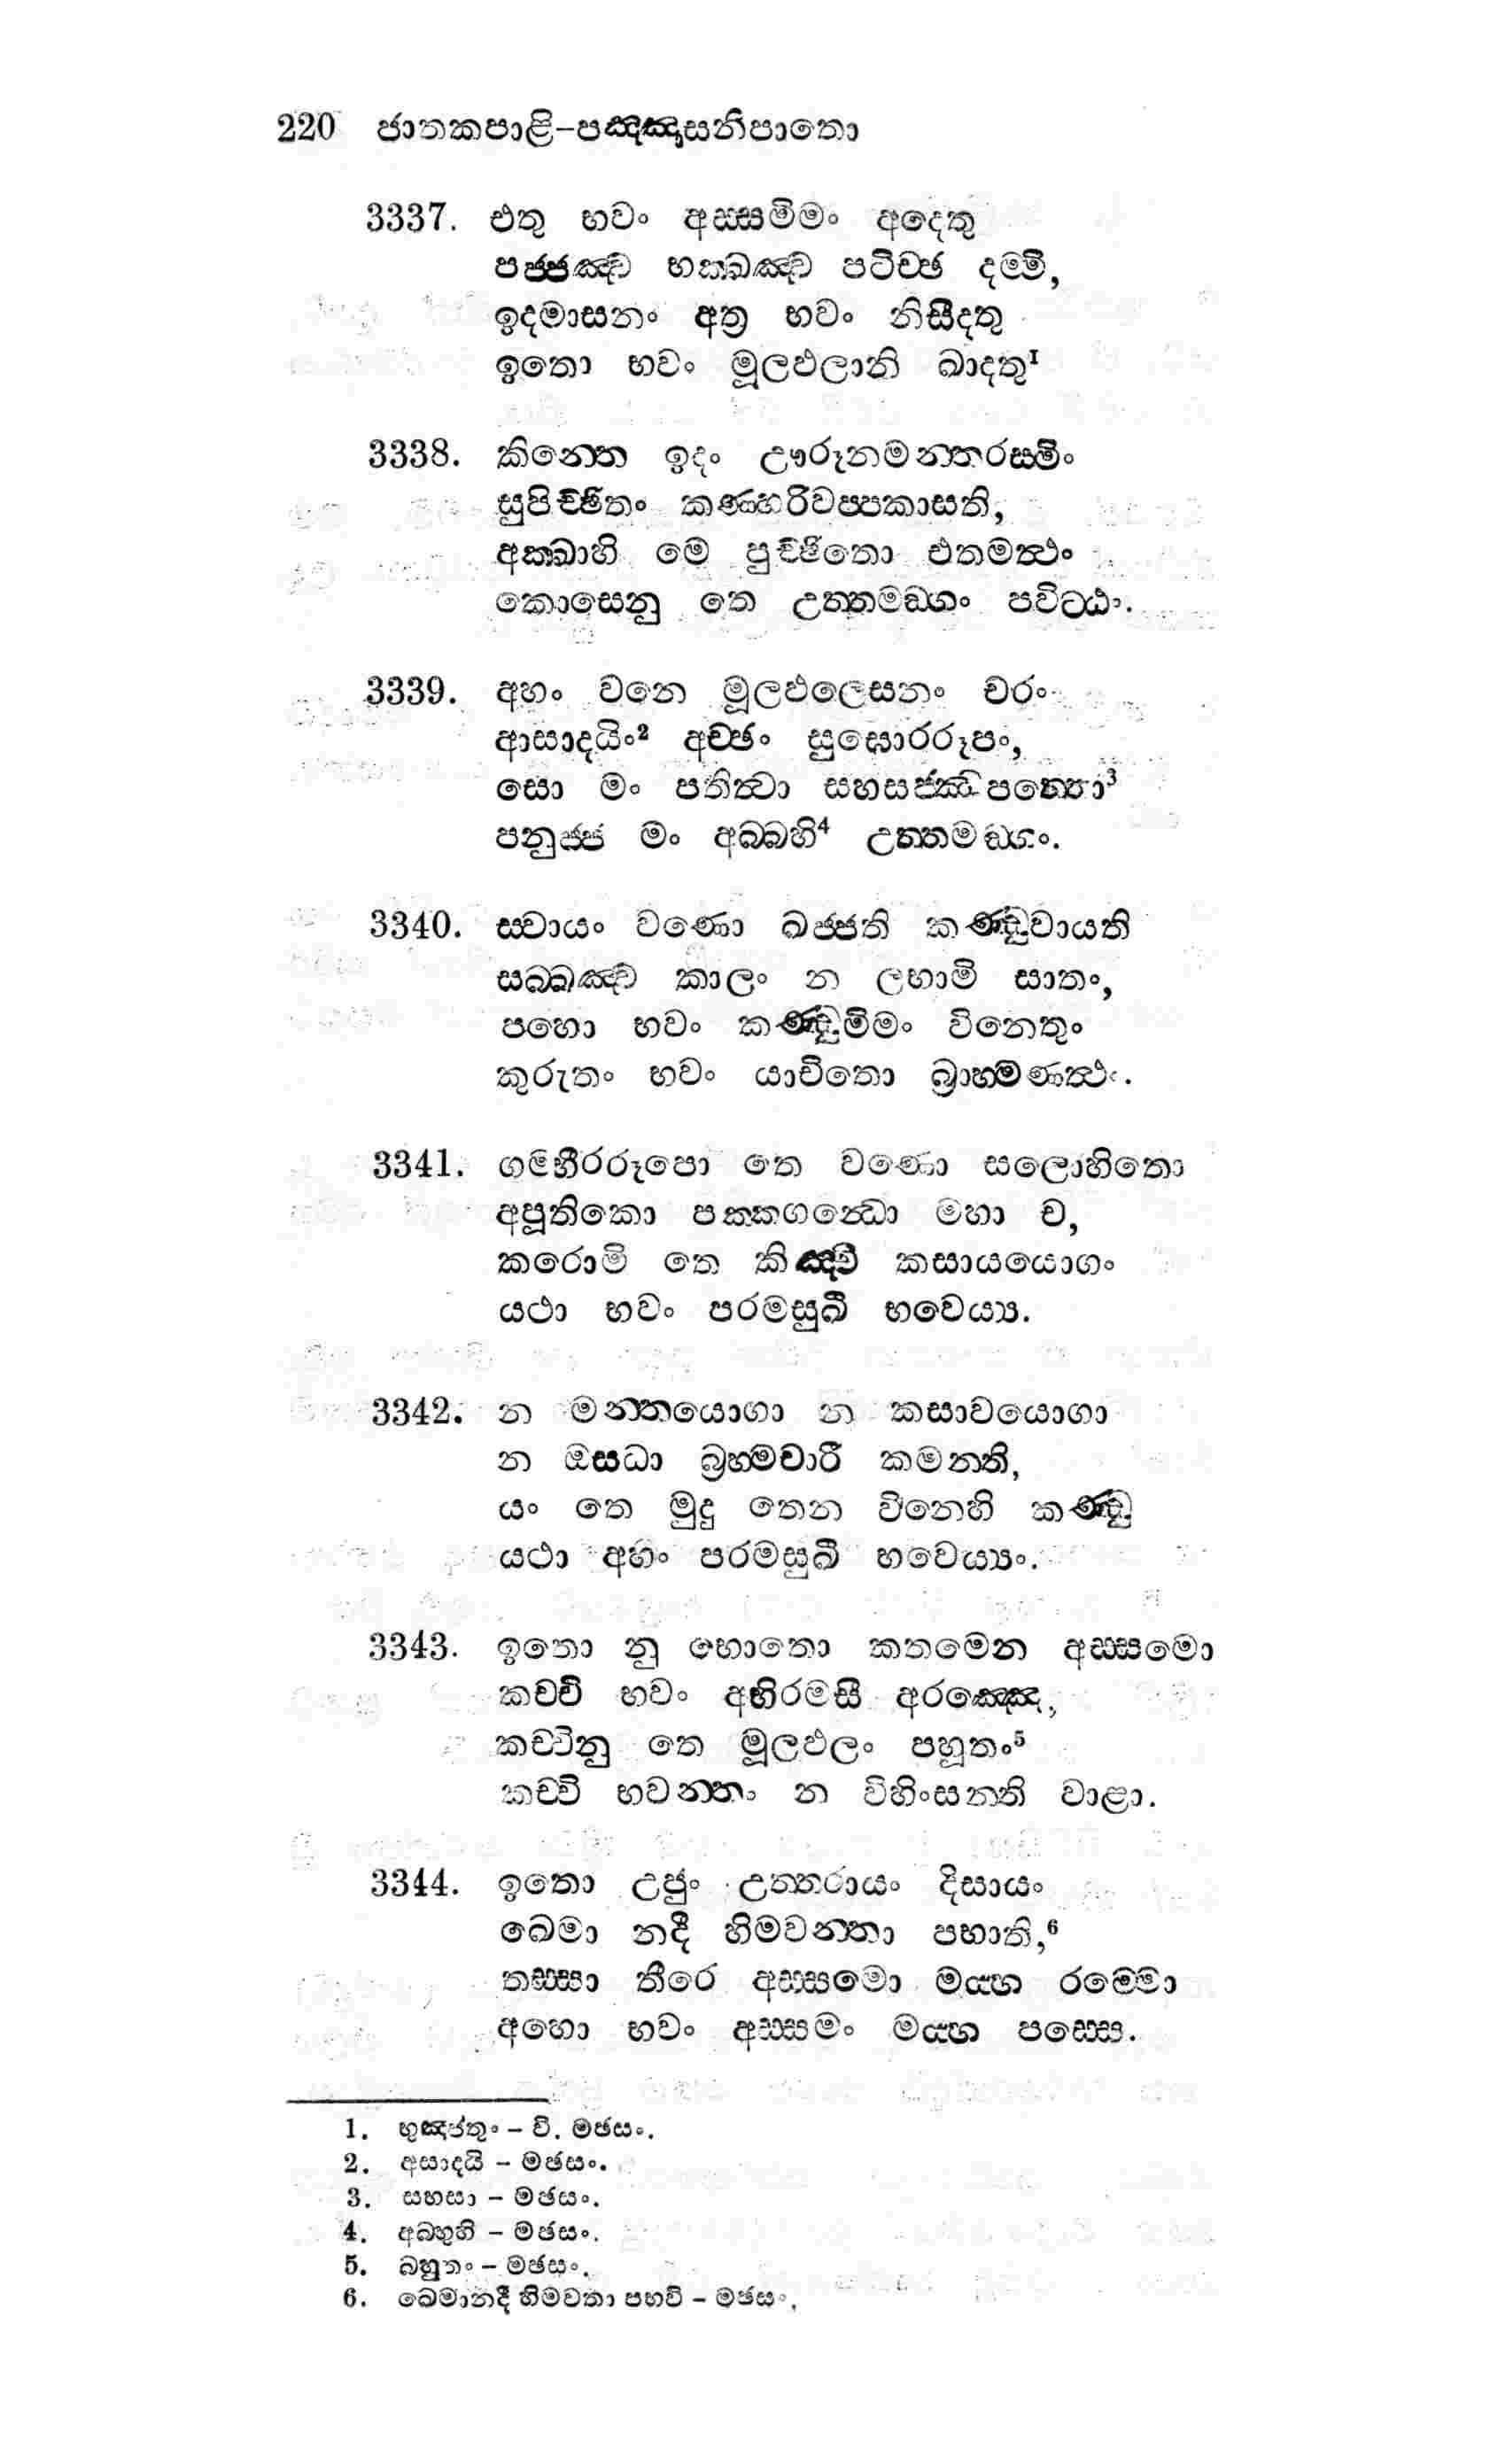 220 ජාතකපාළි-පඤ්ඤාසනිපාතො
3337. එතු භවං අස්සමිමං අදෙතු
පජ්ජඤ්ච භක්ඛඤ්ච පටිච්ඡ දම්මි,
ඉදමාසනං අත්‍ර භවං නිසීදතු
ඉතො භවං මූලඵලානි ඛාදතු¹
3338. කින්තෙ ඉදං ඌරූනමන්තරස්මිං
සුපිච්ඡිතං කණ්හරිවප්පකාසති,
අක්ඛාහි මෙ පුච්ඡිතො එතමත්ථං
කොසෙනු තෙ උත්තමඞ්ගං පවිට්ඨං.
3339. අහං වනෙ මූලඵලෙසනං චරං
ආසාදයිං² අච්ඡං සුඝොරරූපං,
සො මං පතිත්වා සහසජ්ඣපත්තො³
පනුජ්ජ මං අබ්බහි⁴ උත්තමඞ්ගං.
3340. ස්වායං වණො ඛජ්ජති කණ්ඩුවායති
සබ්බඤ්ච කාලං න ලභාමි සාතං,
පහො භවං කණ්ඩුමිමං විනෙතුං
කුරුතං භවං යාචිතො බ්‍රාහ්මණත්ථං.
3341. ගම්භීරරූපො තෙ වණො සලොහිතො
අපූතිකො පක්කගන්ධො මහා ච,
කරොමි තෙ කිඤ්චි කසායයොගං
යථා භවං පරමසුඛී භවෙය්‍ය.
3342. න මන්තයොගා න කසාවයොගා
න ඔසධා බ්‍රහ්මචාරී කමන්ති,
යං තෙ මුදු තෙන විනෙහි කණ්ඩු
යථා අහං පරමසුඛී භවෙය්‍යං.
3343. ඉතො නු භොතො කතමෙන අස්සමො
කච්චි භවං අභිරමසී අරඤ්ඤෙ,
කච්චිනු තෙ මූලඵලං පහූතං⁵
කච්චි භවන්තං න විහිංසන්ති වාළා.
3344. ඉතො උජුං උත්තරායං දිසායං
ඛෙමා නදී හිමවන්තා පභාති,⁶
තස්සා තීරෙ අස්සමො මය්හ රම්මො
අහො භවං අස්සමං මය්හ පස්සෙ.
1. භුඤ්ජතුං - වි. මඡසං.
2. අසාදයි - මඡසං.
3. සහසා - මඡසං.
4. අබහුහි - මඡසං.
5. බහුතං - මඡසං.
6. ඛෙමානදී හිමවතා පභවි - මඡසං.